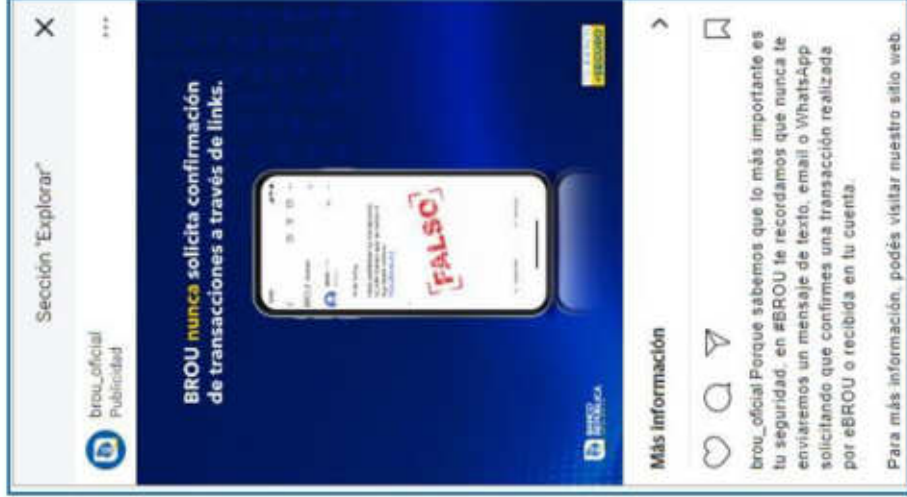 Sección "Explorar"
brou_oficial
Publicidad
BROU nunca solicita confirmación
de transacciones a través de links.
[FALSO]
BANCO
REPÚBLICA
#SEGURO
Más información
brou_oficial Porque sabemos que lo más importante es
tu seguridad, en #BROU te recordamos que nunca te
enviaremos un mensaje de texto, email o WhatsApp
solicitando que confirmes una transacción realizada
por eBROU o recibida en tu cuenta.
Para más información, podés visitar nuestro sitio web.